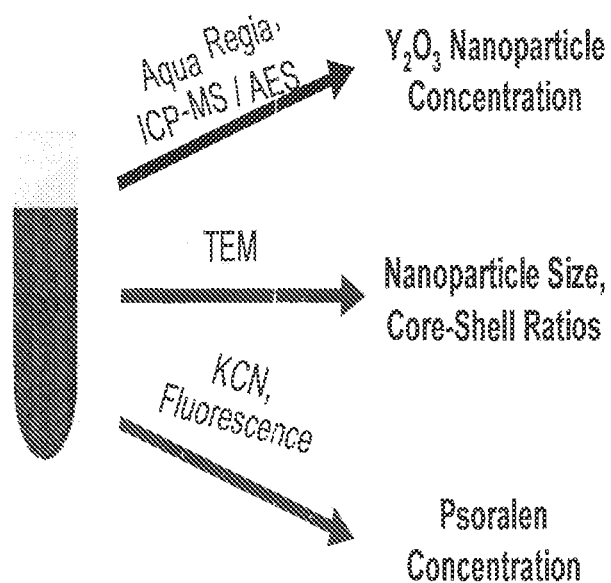 Aqua Regia,
ICP-MS / AES
Y₂O₃ Nanoparticle
Concentration
TEM
Nanoparticle Size,
Core-Shell Ratios
KCN,
Fluorescence
Psoralen
Concentration